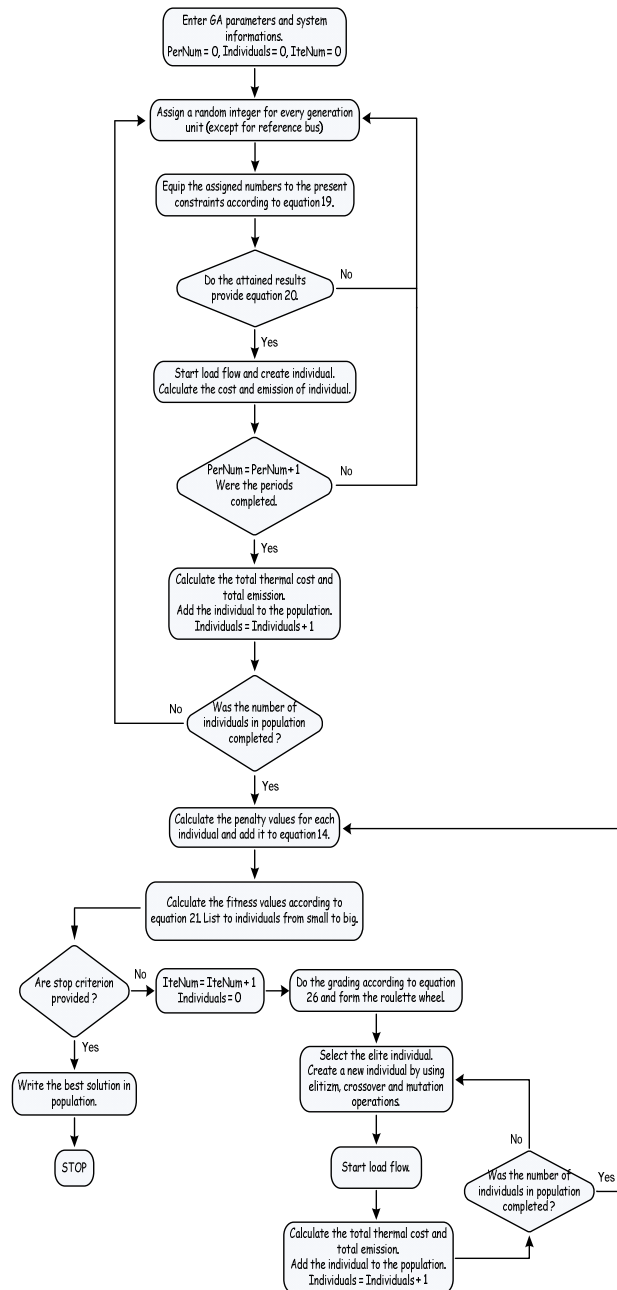 Enter GA parameters and system
informations.
PerNum = 0, Individuals = 0, IteNum = 0
Assign a random integer for every generation
unit (except for reference bus)
Equip the assigned numbers to the present
constraints according to equation 19.
Do the attained results
provide equation 20.
No
Yes
Start load flow and create individual.
Calculate the cost and emission of individual.
PerNum = PerNum + 1
Were the periods
completed.
No
Yes
Calculate the total thermal cost and
total emission.
Add the individual to the population.
Individuals = Individuals + 1
Was the number of
individuals in population
completed ?
No
Yes
Calculate the penalty values for each
individual and add it to equation 14.
Calculate the fitness values according to
equation 21. List to individuals from small to big.
Are stop criterion
provided ?
No
Yes
IteNum = IteNum + 1
Individuals = 0
Do the grading according to equation
26 and form the roulette wheel.
Write the best solution in
population.
STOP
Select the elite individual.
Create a new individual by using
elitizm, crossover and mutation
operations.
Start load flow.
Calculate the total thermal cost and
total emission.
Add the individual to the population.
Individuals = Individuals + 1
Was the number of
individuals in population
completed ?
No
Yes